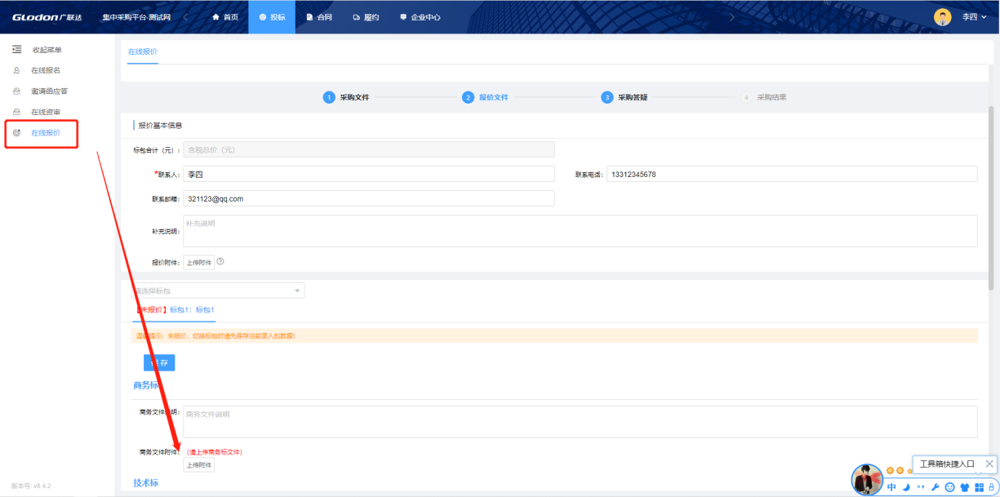 GLODON广联达 集中采购平台-测试网 首页 投标 合同 履约 企业中心 李四
收起菜单
在线报名
邀请函应答
在线资审
在线报价
在线报价
1 采购文件 2 报价文件 3 采购答疑 4 采购结果
报价基本信息
标包合计（元）: 含税总价（元）
*联系人: 李四 联系电话: 13312345678
联系邮箱: 321123@qq.com
补充说明: 补充说明
报价附件: 上传附件
请选择标包
【未报价】标包1: 标包1
温馨提示: 未报价, 切换标包时请先保存当前录入的数据!
保存
商务标
商务文件说明: 商务文件说明
商务文件附件: (请上传商务标文件)
上传附件
技术标
工具箱快捷入口
中
版本号: v8.4.2